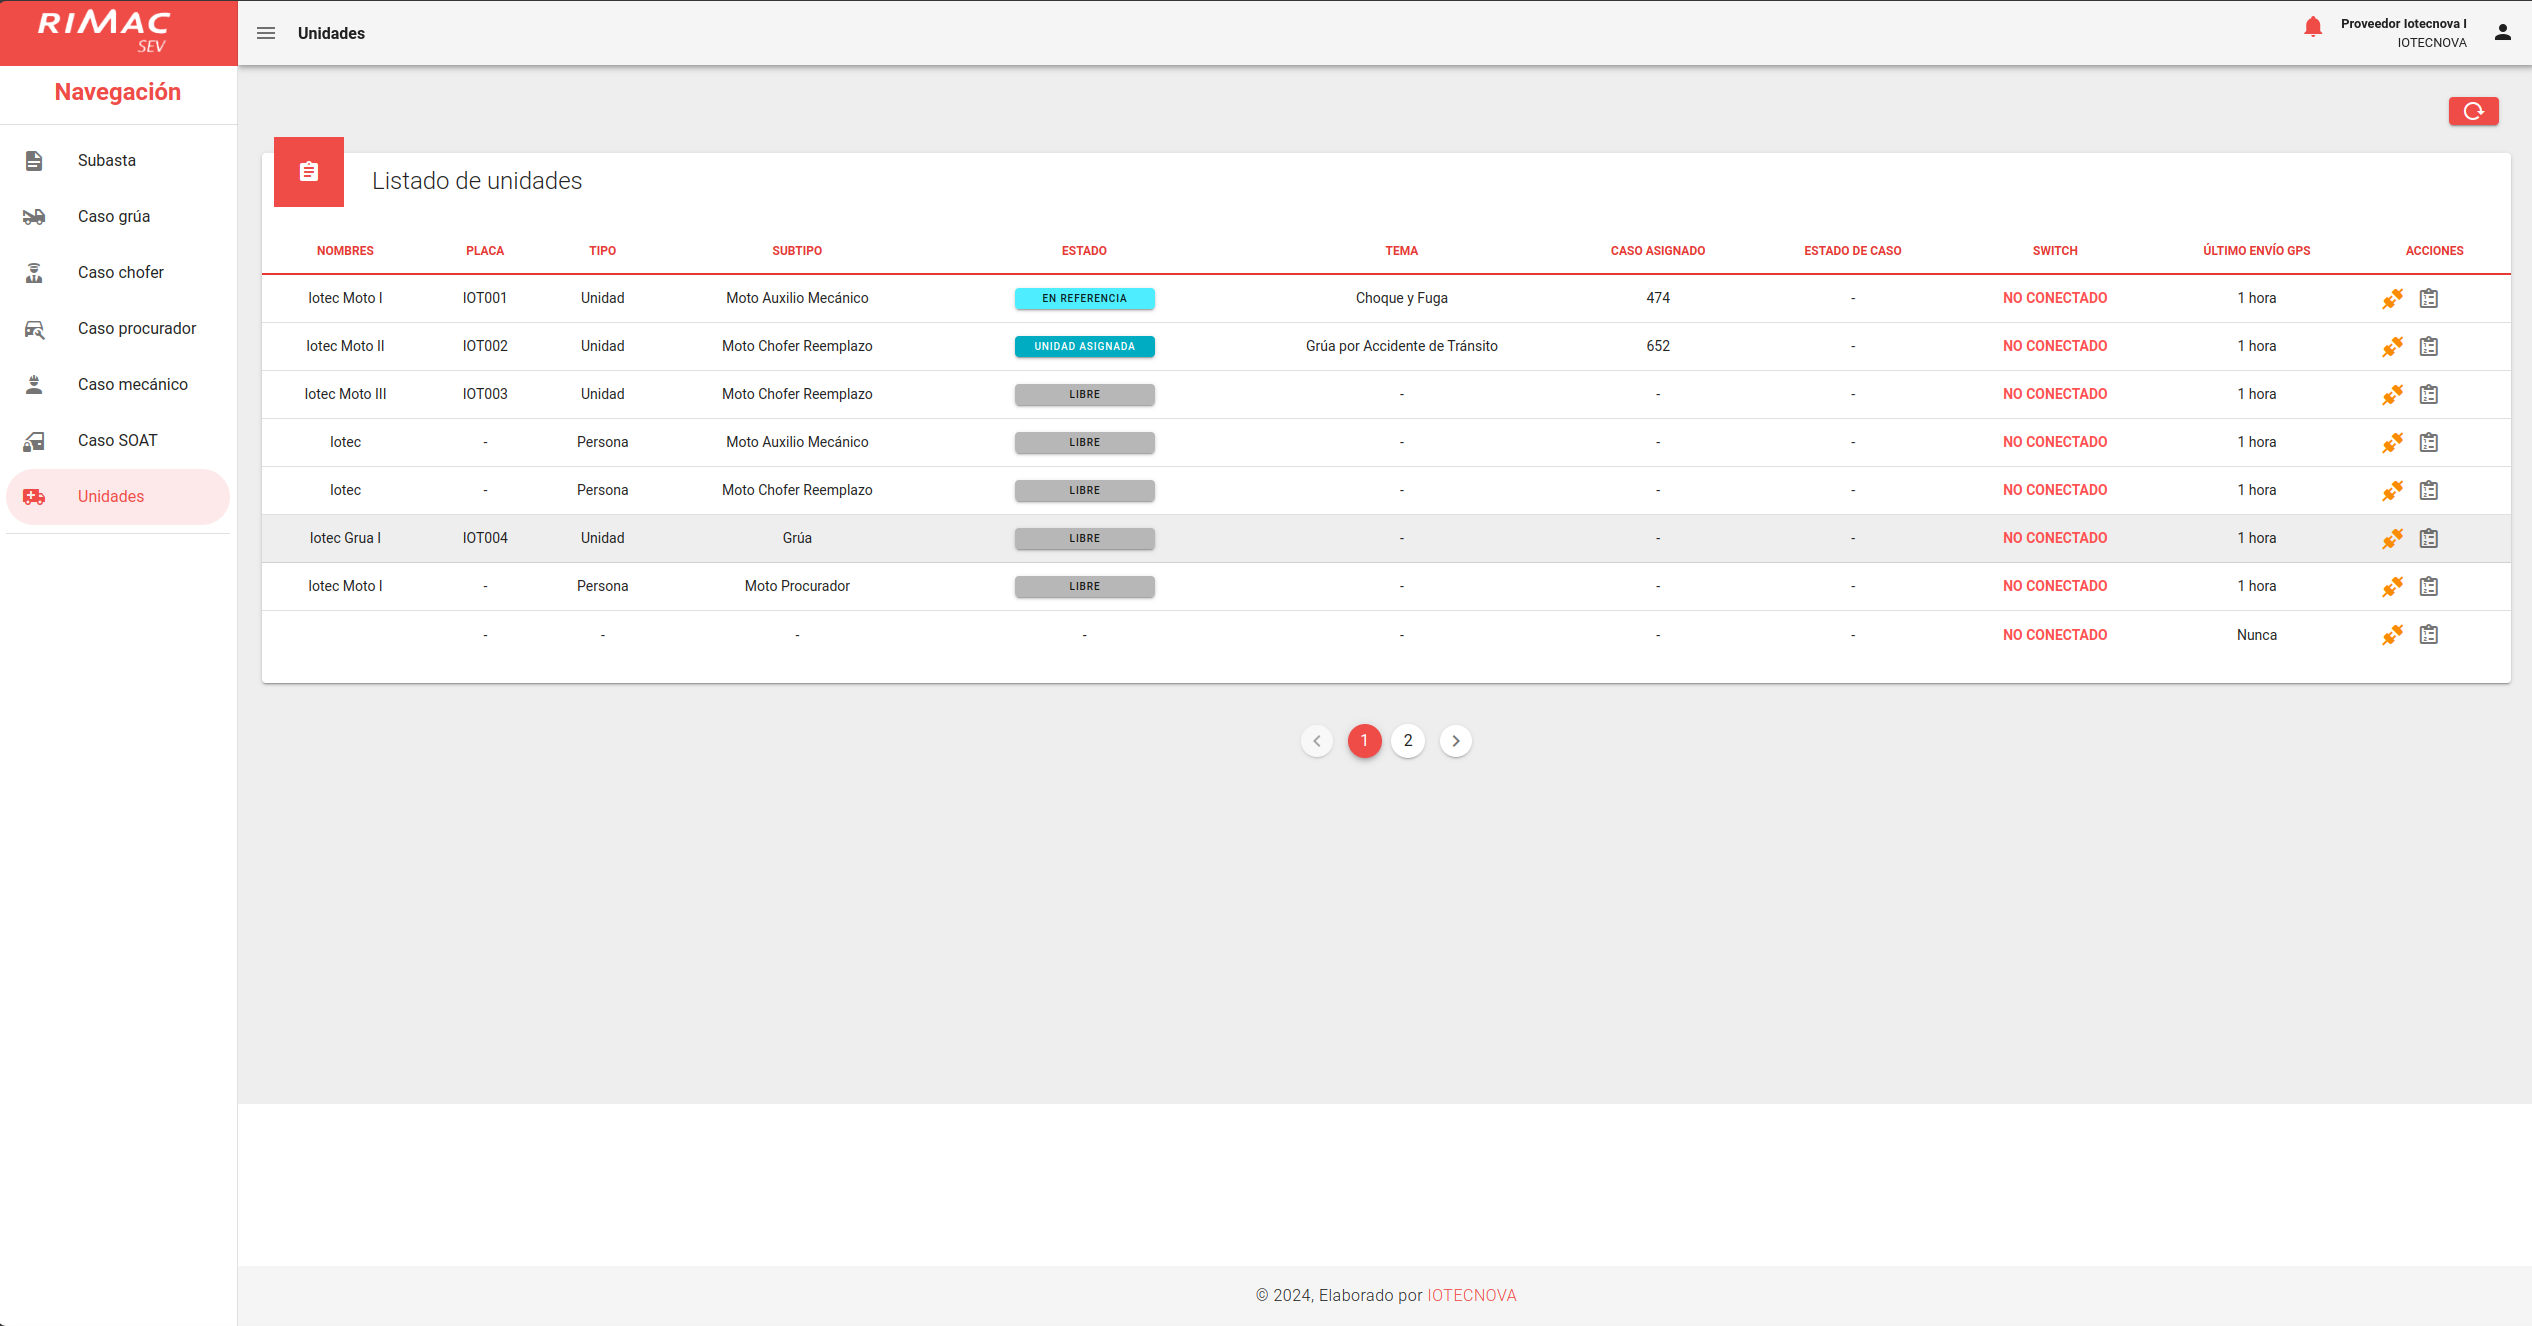 RIMAC
SEV
Unidades
Proveedor Iotecnova I
IOTECNOVA
Navegación
Subasta
Caso grúa
Caso chofer
Caso procurador
Caso mecánico
Caso SOAT
Unidades
Listado de unidades
NOMBRES PLACA TIPO SUBTIPO ESTADO TEMA CASO ASIGNADO ESTADO DE CASO SWITCH ÚLTIMO ENVÍO GPS ACCIONES
Iotec Moto I IOT001 Unidad Moto Auxilio Mecánico EN REFERENCIA Choque y Fuga 474 - NO CONECTADO 1 hora
Iotec Moto II IOT002 Unidad Moto Chofer Reemplazo UNIDAD ASIGNADA Grúa por Accidente de Tránsito 652 - NO CONECTADO 1 hora
Iotec Moto III IOT003 Unidad Moto Chofer Reemplazo LIBRE - - - NO CONECTADO 1 hora
Iotec - Persona Moto Auxilio Mecánico LIBRE - - - NO CONECTADO 1 hora
Iotec - Persona Moto Chofer Reemplazo LIBRE - - - NO CONECTADO 1 hora
Iotec Grua I IOT004 Unidad Grúa LIBRE - - - NO CONECTADO 1 hora
Iotec Moto I - Persona Moto Procurador LIBRE - - - NO CONECTADO 1 hora
- - - - - - - NO CONECTADO Nunca
1 2
© 2024, Elaborado por IOTECNOVA